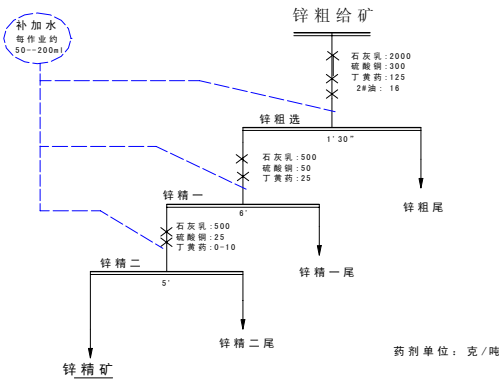 补加水
每作业约
50--200ml
锌粗给矿
石灰乳:2000
硫酸铜:300
丁黄药:125
2#油: 16
锌粗选
1'30"
石灰乳:500
硫酸铜:50
丁黄药:25
锌粗尾
锌精一
6'
石灰乳:500
硫酸铜:25
丁黄药:0-10
锌精一尾
锌精二
5'
锌精二尾
锌精矿
药剂单位: 克/吨